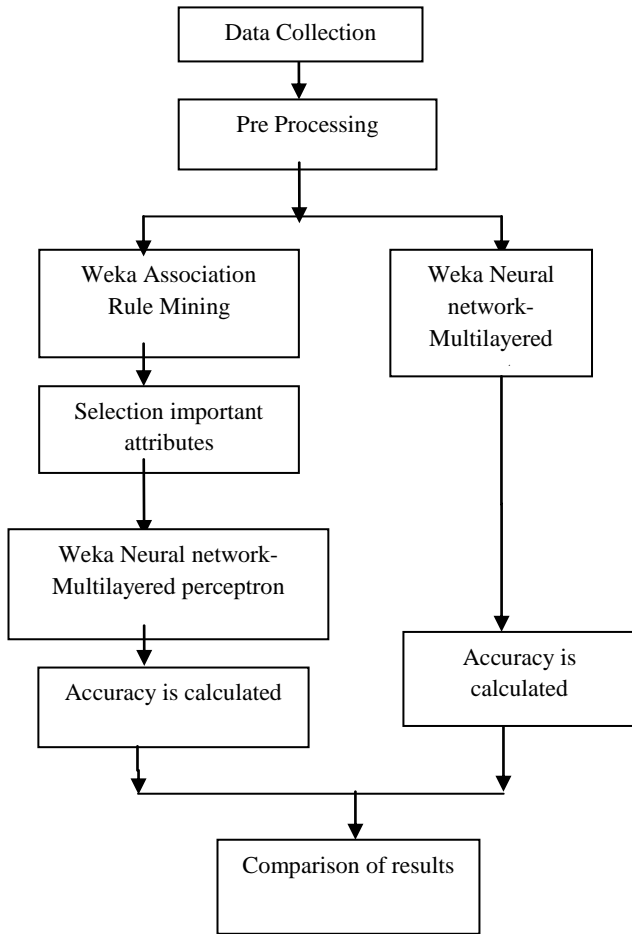 Data Collection
Pre Processing
Weka Association
Rule Mining
Weka Neural
network-
Multilayered
Selection important
attributes
Weka Neural network-
Multilayered perceptron
Accuracy is calculated
Accuracy is
calculated
Comparison of results